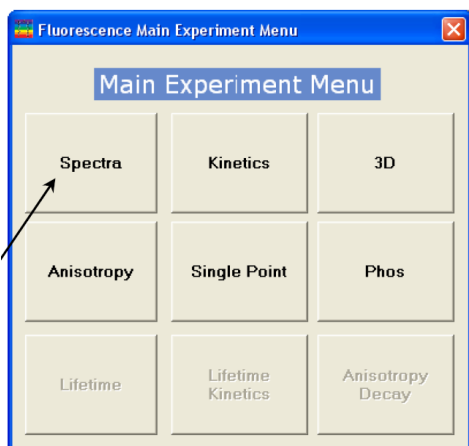 Fluorescence Main Experiment Menu
Main Experiment Menu
Spectra
Kinetics
3D
Anisotropy
Single Point
Phos
Lifetime
Lifetime
Kinetics
Anisotropy
Decay